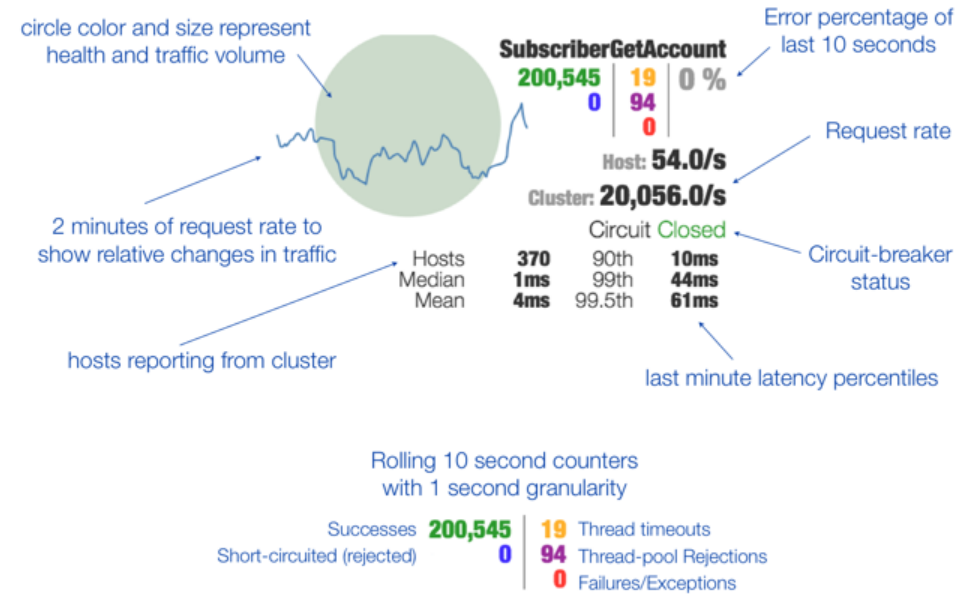 circle color and size represent
health and traffic volume
Error percentage of
last 10 seconds
SubscriberGetAccount
200,545 19 0 %
0 94
0
Request rate
Host: 54.0/s
Cluster: 20,056.0/s
2 minutes of request rate to
show relative changes in traffic
Circuit Closed
Circuit-breaker
status
Hosts 370 90th 10ms
Median 1ms 99th 44ms
Mean 4ms 99.5th 61ms
hosts reporting from cluster
last minute latency percentiles
Rolling 10 second counters
with 1 second granularity
Successes 200,545 19 Thread timeouts
Short-circuited (rejected) 0 94 Thread-pool Rejections
0 Failures/Exceptions